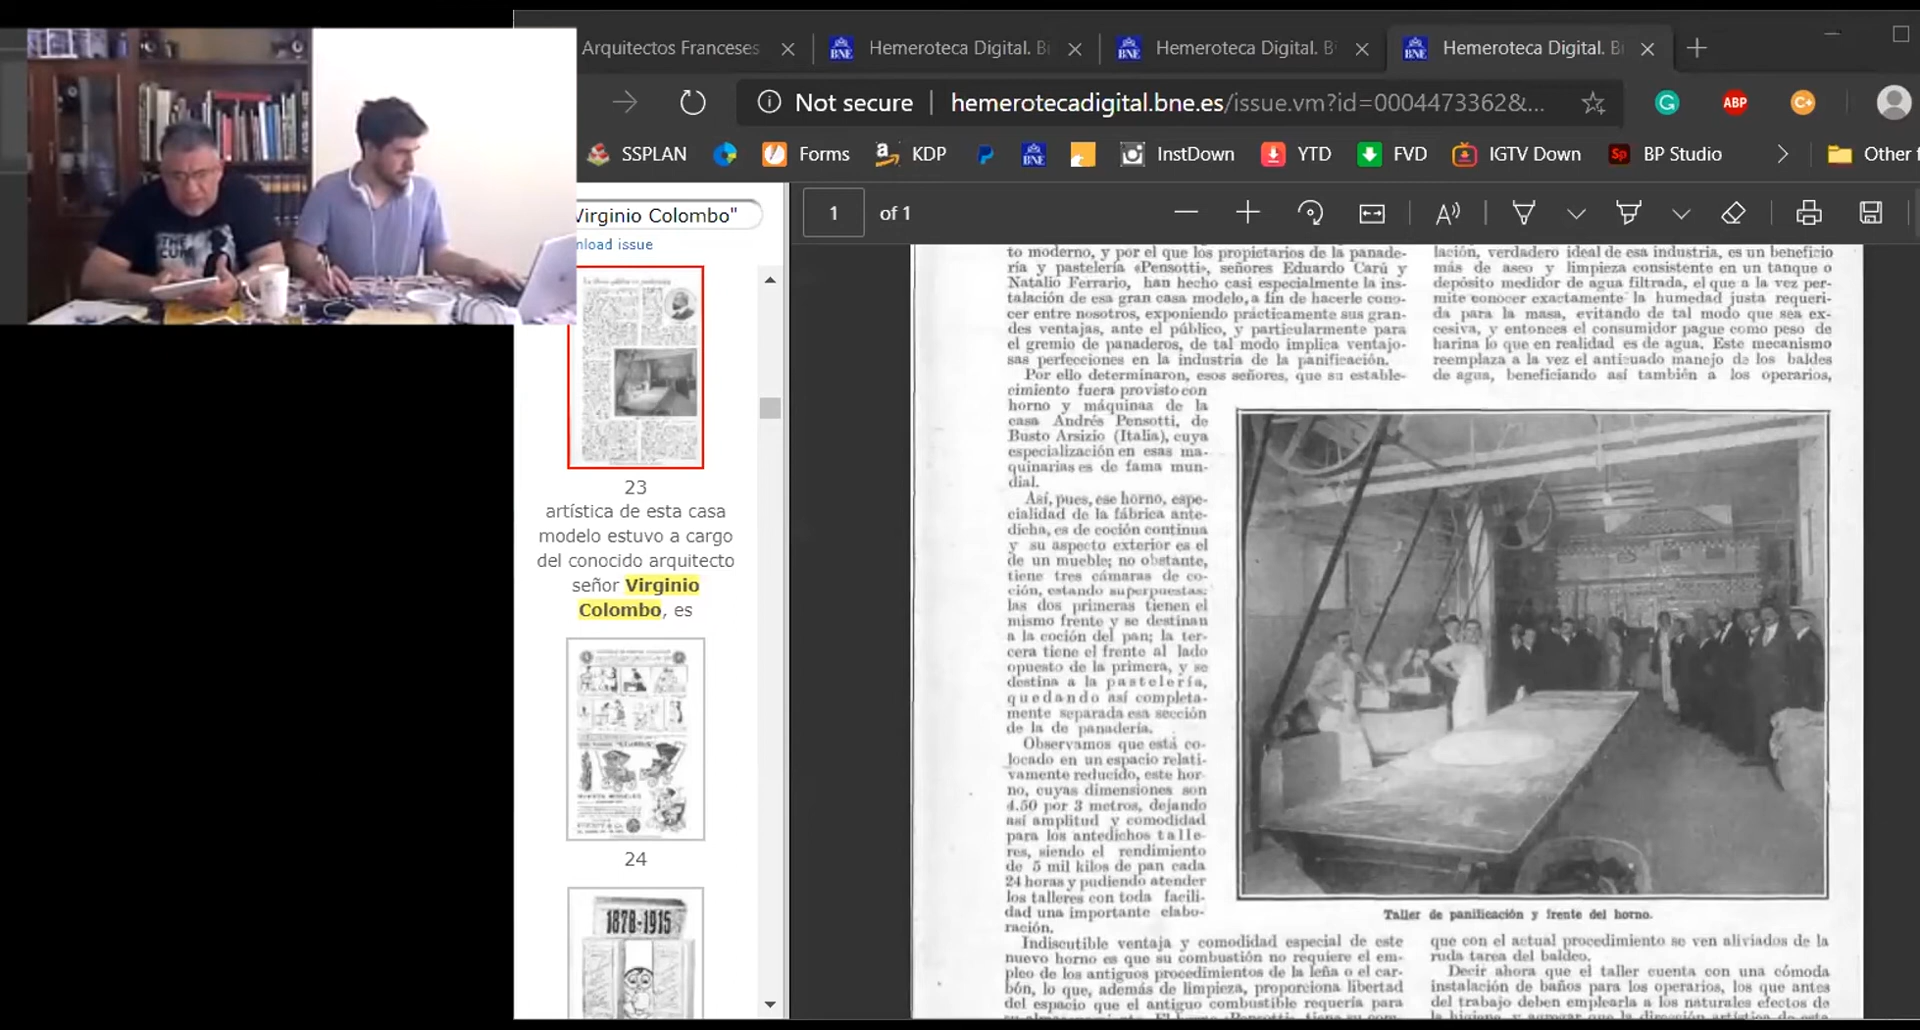 Arquitectos Franceses
Hemeroteca Digital. Bi
Hemeroteca Digital. Bi
Hemeroteca Digital. Bi
BNE
BNE
BNE
Not secure
hemerotecadigital.bne.es/issue.vm?id=0004473362&...
ABP
SSPLAN
Forms
KDP
BNE
InstDown
YTD
FVD
IGTV Down
Sp
BP Studio
Other f
THE
Virginio Colombo"
nload issue
1
of 1
23
artística de esta casa
modelo estuvo a cargo
del conocido arquitecto
señor Virginio
Colombo, es
24
1878-1915
to moderno, y por el que los propietarios de la panade-
ría y pastelería «Pensotti», señores Eduardo Carú y
Natalio Ferrario, han hecho casi especialmente la ins-
talación de esa gran casa modelo, a fin de hacerle cono-
cer entre nosotros, exponiendo prácticamente sus gran-
des ventajas, ante el público, y particularmente para
el gremio de panaderos, de tal modo implica ventajo-
sas perfecciones en la industria de la panificación.
Por ello determinaron, esos señores, que su estable-
cimiento fuera provisto con
horno y máquinas de la
casa Andrés Pensotti, de
Busto Arsizio (Italia), cuya
especialización en esas ma-
quinarias es de fama mun-
dial.
Así, pues, ese horno, espe-
cialidad de la fábrica ante-
dicha, es de coción continua
y su aspecto exterior es el
de un mueble; no obstante,
tiene tres cámaras de co-
ción, estando superpuestas:
las dos primeras tienen el
mismo frente y se destinan
a la coción del pan; la ter-
cera tiene el frente al lado
opuesto de la primera, y se
destina a la pastelería,
quedando así completa-
mente separada esa sección
de la de panadería.
Observamos que está co-
locado en un espacio relati-
vamente reducido, este hor-
no, cuyas dimensiones son
4.50 por 3 metros, dejando
así amplitud y comodidad
para los antedichos talle-
res, siendo el rendimiento
de 5 mil kilos de pan cada
24 horas y pudiendo atender
los talleres con toda facili-
dad una importante elabo-
ración.
Indiscutible ventaja y comodidad especial de este
nuevo horno es que su combustión no requiere el em-
pleo de los antiguos procedimientos de la leña o el car-
bón, lo que, además de limpieza, proporciona libertad
del espacio que el antiguo combustible requería para
lación, verdadero ideal de esa industria, es un beneficio
más de aseo y limpieza consistente en un tanque o
depósito medidor de agua filtrada, el que a la vez per-
mite conocer exactamente la humedad justa requeri-
da para la masa, evitando de tal modo que sea ex-
cesiva, y entonces el consumidor pague como peso de
harina lo que en realidad es de agua. Este mecanismo
reemplaza a la vez el anticuado manejo de los baldes
de agua, beneficiando así también a los operarios,
Taller de panificación y frente del horno.
que con el actual procedimiento se ven aliviados de la
ruda tarea del baldeo.
Decir ahora que el taller cuenta con una cómoda
instalación de baños para los operarios, los que antes
del trabajo deben emplearla a los naturales efectos de